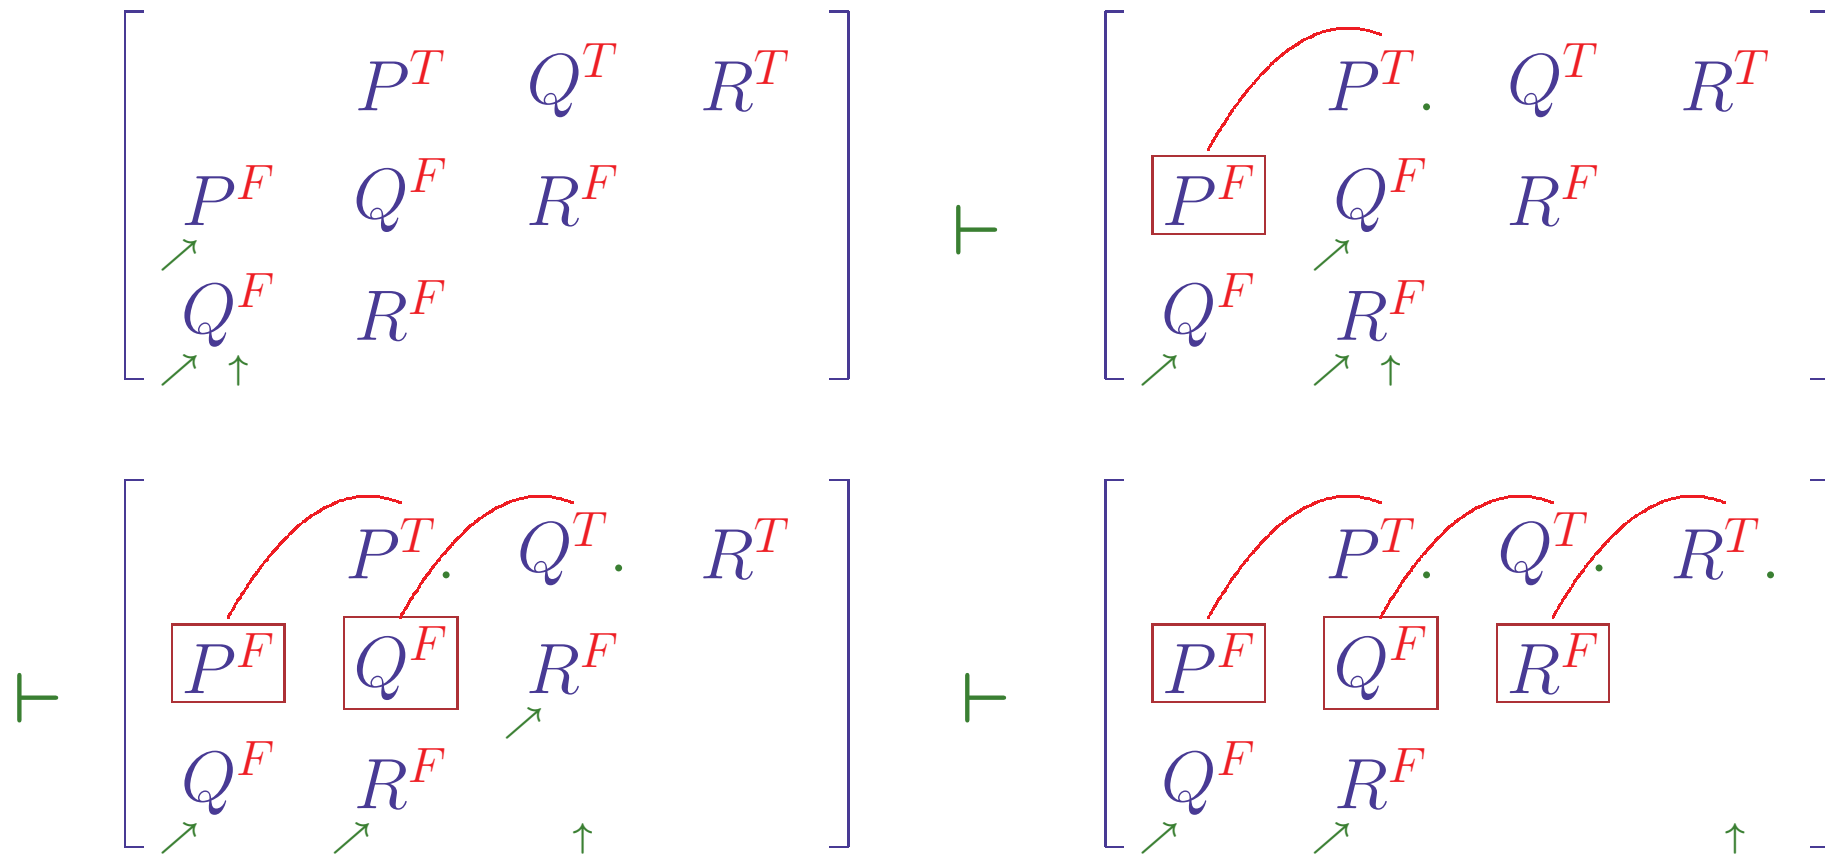 P^T Q^T R^T
P^F Q^F R^F
Q^F R^F
⊢
P^T . Q^T R^T
P^F Q^F R^F
Q^F R^F
⊢
P^T . Q^T . R^T
P^F Q^F R^F
Q^F R^F
⊢
P^T . Q^T . R^T .
P^F Q^F R^F
Q^F R^F